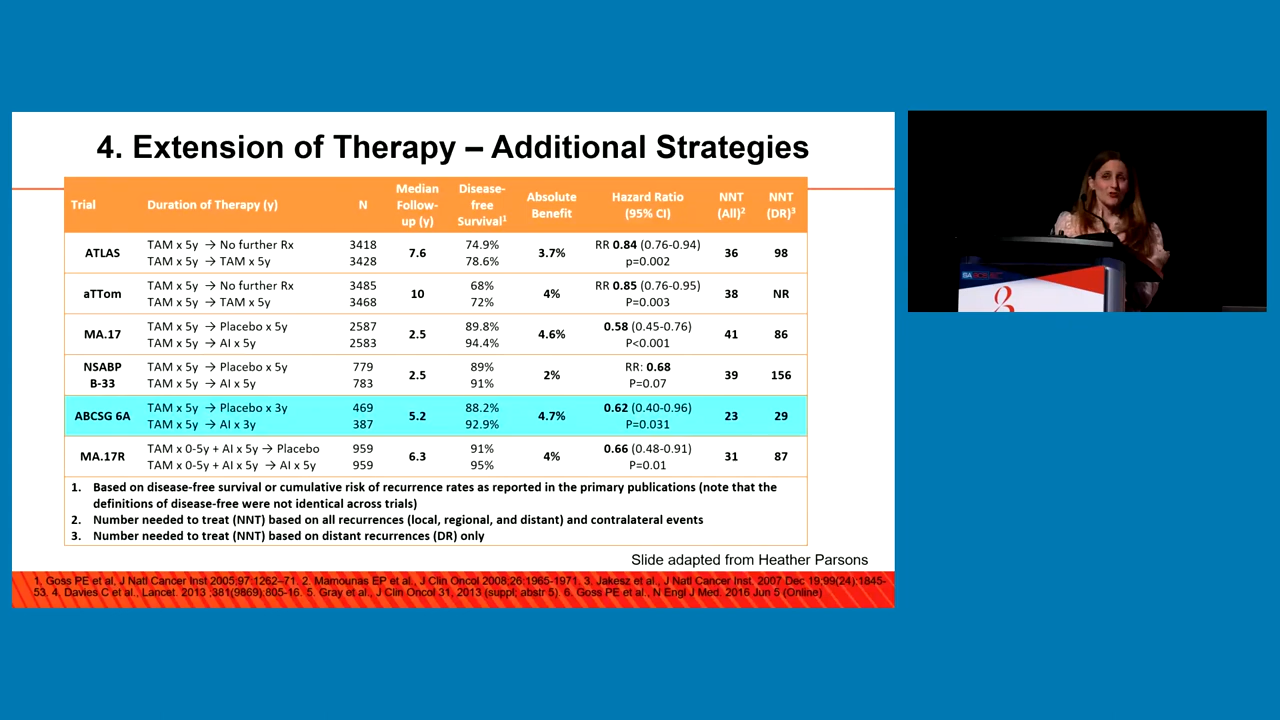 4. Extension of Therapy – Additional Strategies
Trial Duration of Therapy (y) N Median Follow-up (y) Disease-free Survival1 Absolute Benefit Hazard Ratio (95% CI) NNT (All)2 NNT (DR)3
ATLAS TAM x 5y → No further Rx 3418 7.6 74.9% 3.7% RR 0.84 (0.76-0.94) 36 98
TAM x 5y → TAM x 5y 3428 78.6% p=0.002
aTTom TAM x 5y → No further Rx 3485 10 68% 4% RR 0.85 (0.76-0.95) 38 NR
TAM x 5y → TAM x 5y 3468 72% P=0.003
MA.17 TAM x 5y → Placebo x 5y 2587 2.5 89.8% 4.6% 0.58 (0.45-0.76) 41 86
TAM x 5y → AI x 5y 2583 94.4% P<0.001
NSABP B-33 TAM x 5y → Placebo x 5y 779 2.5 89% 2% RR: 0.68 39 156
TAM x 5y → AI x 5y 783 91% P=0.07
ABCSG 6A TAM x 5y → Placebo x 3y 469 5.2 88.2% 4.7% 0.62 (0.40-0.96) 23 29
TAM x 5y → AI x 3y 387 92.9% P=0.031
MA.17R TAM x 0-5y + AI x 5y → Placebo 959 6.3 91% 4% 0.66 (0.48-0.91) 31 87
TAM x 0-5y + AI x 5y → AI x 5y 959 95% P=0.01
1. Based on disease-free survival or cumulative risk of recurrence rates as reported in the primary publications (note that the
definitions of disease-free were not identical across trials)
2. Number needed to treat (NNT) based on all recurrences (local, regional, and distant) and contralateral events
3. Number needed to treat (NNT) based on distant recurrences (DR) only
Slide adapted from Heather Parsons
1. Goss PE et al, J Natl Cancer Inst 2005;97:1262–71. 2. Mamounas EP et al., J Clin Oncol 2008;26:1965-1971. 3. Jakesz et al., J Natl Cancer Inst. 2007 Dec 19;99(24):1845-
53. 4. Davies C et al., Lancet. 2013 ;381(9869):805-16. 5. Gray et al., J Clin Oncol 31, 2013 (suppl; abstr 5). 6. Goss PE et al., N Engl J Med. 2016 Jun 5 (Online)